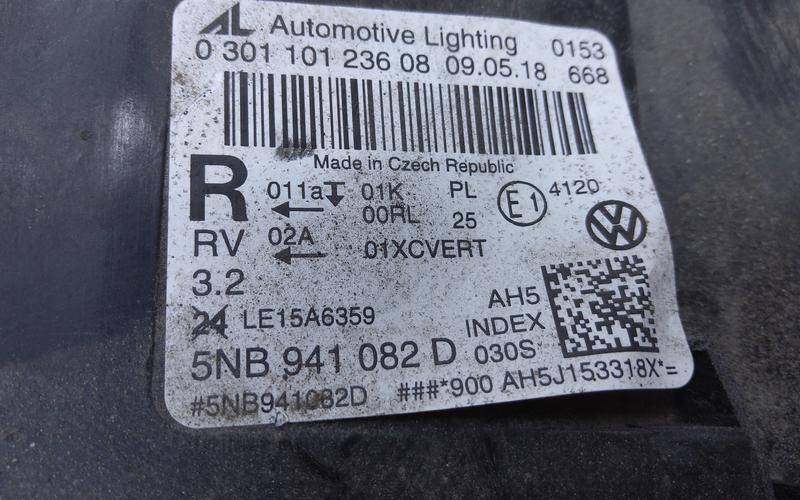 AL Automotive Lighting 0153
0 301 101 236 08 09.05.18 668
Made in Czech Republic
R 011a 01K PL E1 4120
00RL 25
RV 02A 01XCVERT VW
3.2
24 LE15A6359 AH5
INDEX
5NB 941 082 D 030S
#5NB941082D ###*900 AH5J153318X*=